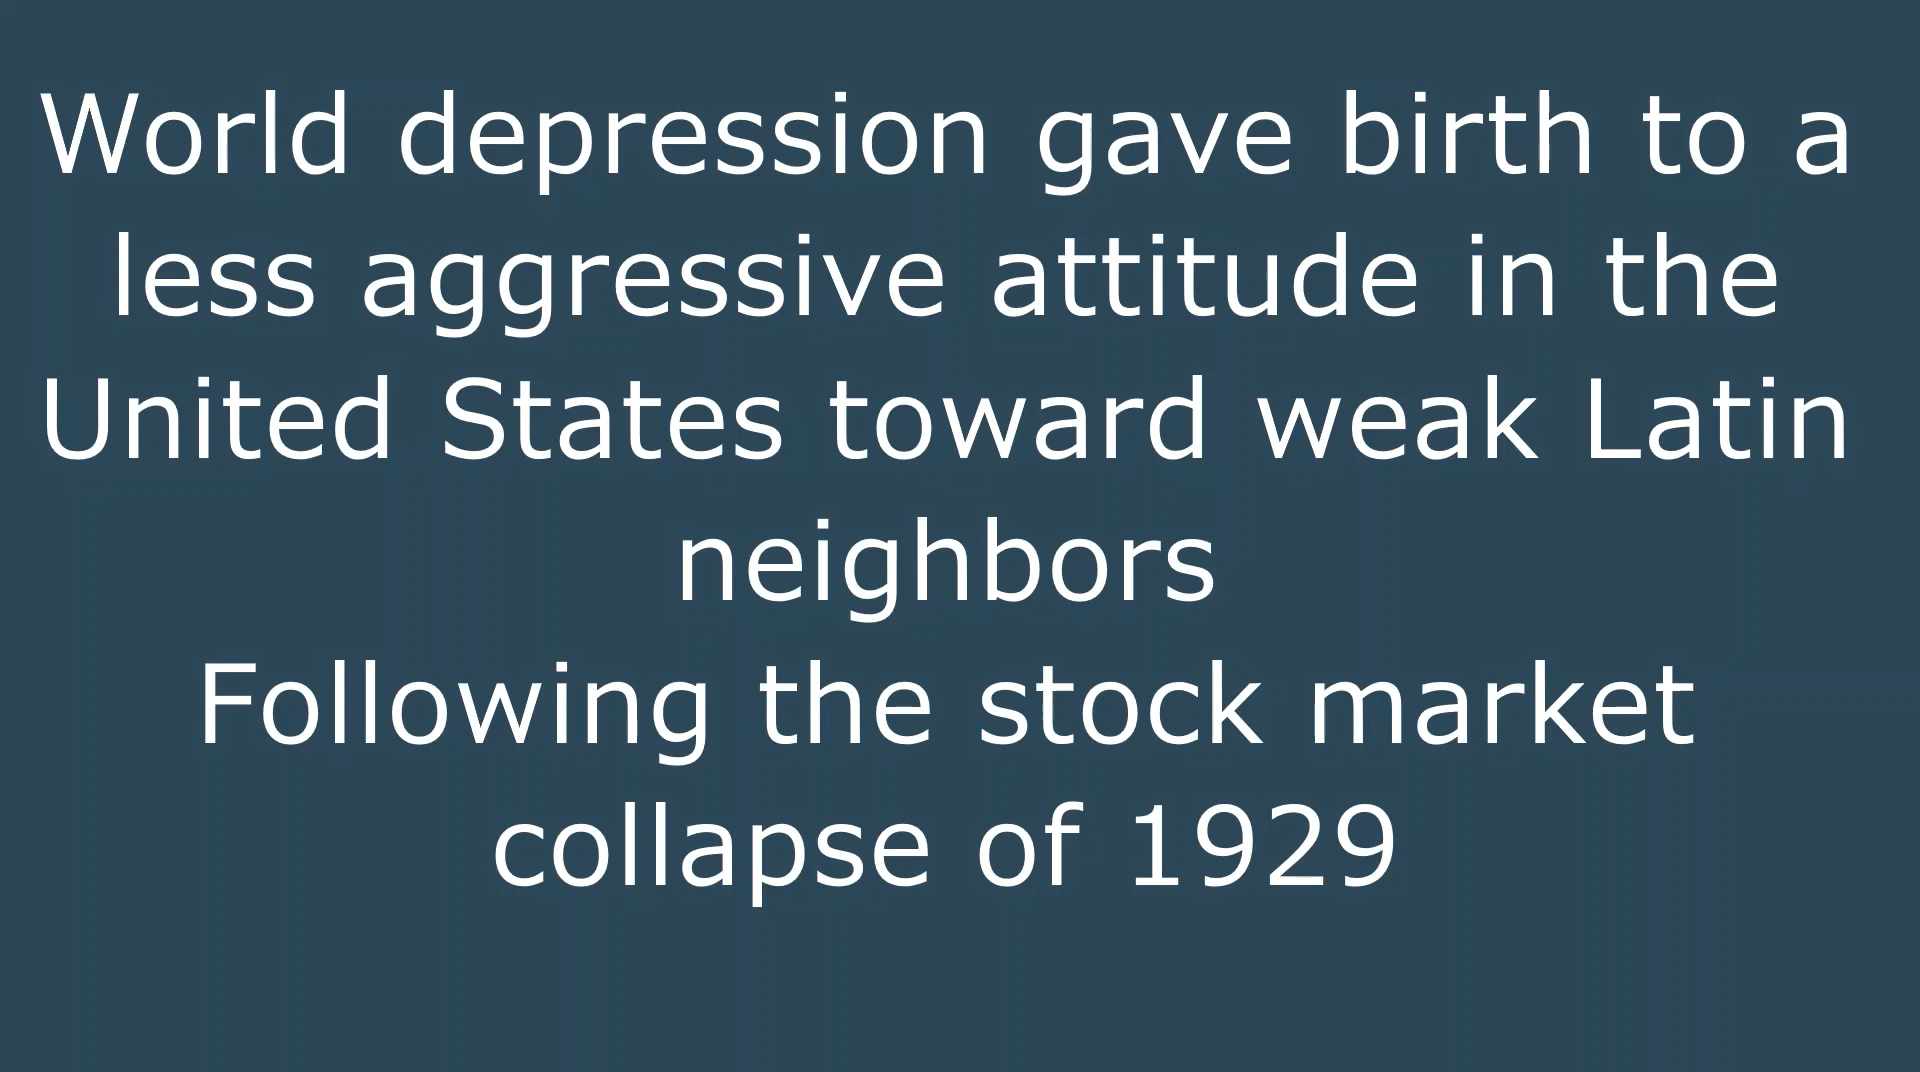 World depression gave birth to a
less aggressive attitude in the
United States toward weak Latin
neighbors
Following the stock market
collapse of 1929